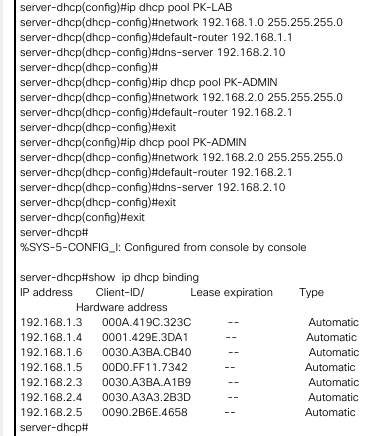 server-dhcp(config)#ip dhcp pool PK-LAB
server-dhcp(dhcp-config)#network 192.168.1.0 255.255.255.0
server-dhcp(dhcp-config)#default-router 192.168.1.1
server-dhcp(dhcp-config)#dns-server 192.168.2.10
server-dhcp(dhcp-config)#
server-dhcp(dhcp-config)#ip dhcp pool PK-ADMIN
server-dhcp(dhcp-config)#network 192.168.2.0 255.255.255.0
server-dhcp(dhcp-config)#default-router 192.168.2.1
server-dhcp(dhcp-config)#exit
server-dhcp(config)#ip dhcp pool PK-ADMIN
server-dhcp(dhcp-config)#network 192.168.2.0 255.255.255.0
server-dhcp(dhcp-config)#default-router 192.168.2.1
server-dhcp(dhcp-config)#dns-server 192.168.2.10
server-dhcp(dhcp-config)#exit
server-dhcp(config)#exit
server-dhcp#
%SYS-5-CONFIG_I: Configured from console by console
server-dhcp#show ip dhcp binding
IP address Client-ID/ Lease expiration Type
Hardware address
192.168.1.3 000A.419C.323C -- Automatic
192.168.1.4 0001.429E.3DA1 -- Automatic
192.168.1.6 0030.A3BA.CB40 -- Automatic
192.168.1.5 00D0.FF11.7342 -- Automatic
192.168.2.3 0030.A3BA.A1B9 -- Automatic
192.168.2.4 0030.A3A3.2B3D -- Automatic
192.168.2.5 0090.2B6E.4658 -- Automatic
server-dhcp#